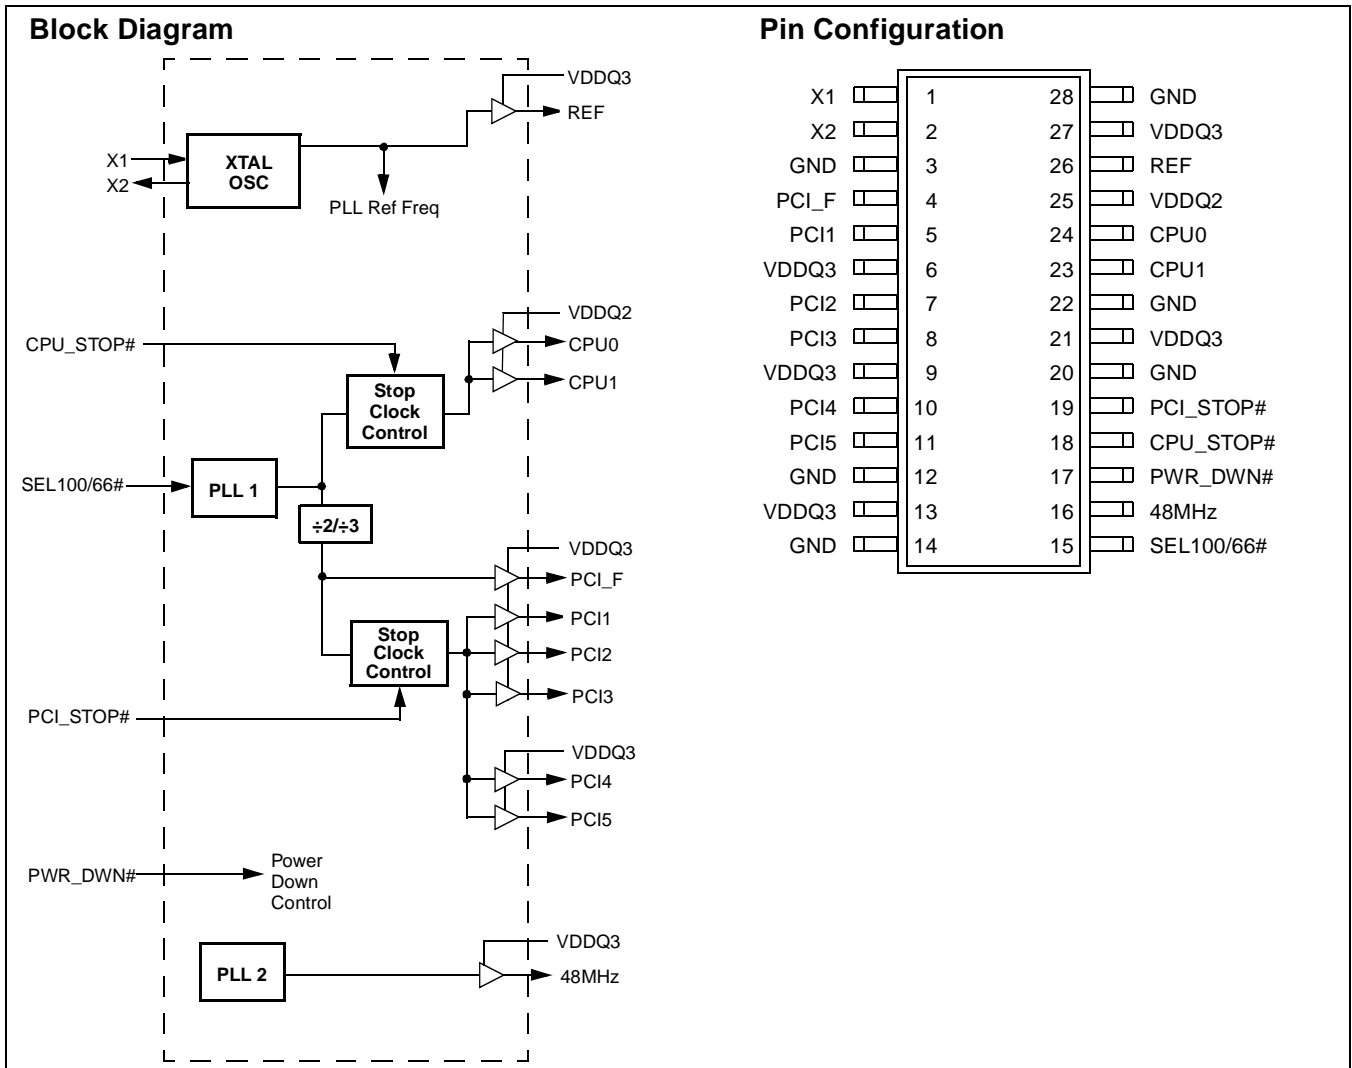 Block Diagram
VDDQ3
REF
X1
X2
XTAL
OSC
PLL Ref Freq
VDDQ2
CPU_STOP#
CPU0
CPU1
Stop
Clock
Control
SEL100/66#
PLL 1
÷2/÷3
VDDQ3
PCI_F
PCI1
Stop
Clock
Control
PCI2
PCI3
PCI_STOP#
VDDQ3
PCI4
PCI5
PWR_DWN#
Power
Down
Control
VDDQ3
PLL 2
48MHz
Pin Configuration
X1 1 28 GND
X2 2 27 VDDQ3
GND 3 26 REF
PCI_F 4 25 VDDQ2
PCI1 5 24 CPU0
VDDQ3 6 23 CPU1
PCI2 7 22 GND
PCI3 8 21 VDDQ3
VDDQ3 9 20 GND
PCI4 10 19 PCI_STOP#
PCI5 11 18 CPU_STOP#
GND 12 17 PWR_DWN#
VDDQ3 13 16 48MHz
GND 14 15 SEL100/66#